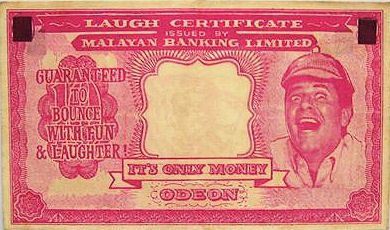 LAUGH CERTIFICATE
ISSUED BY
MALAYAN BANKING LIMITED
GUARANTEED
TO
BOUNCE
WITH FUN
& LAUGHTER!
IT'S ONLY MONEY
ODEON